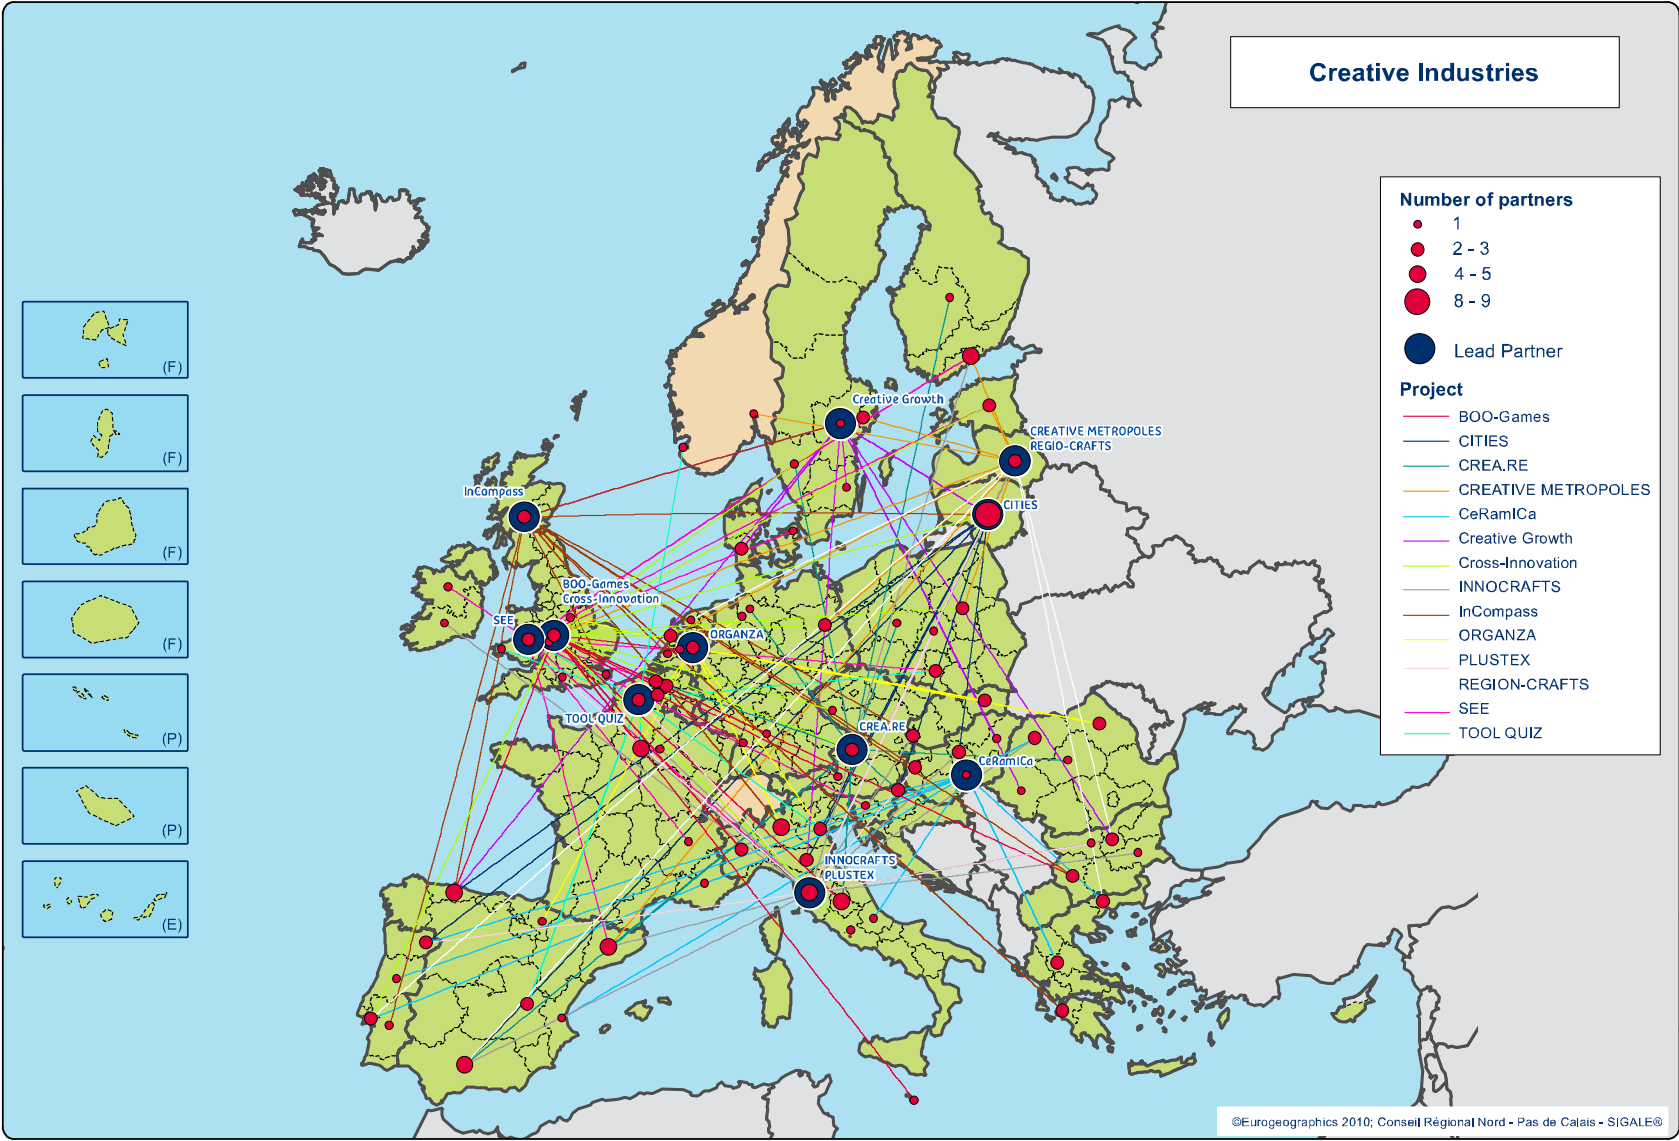 Creative Industries
Number of partners
1
2 - 3
4 - 5
8 - 9
Lead Partner
Project
BOO-Games
CITIES
CREA.RE
CREATIVE METROPOLES
CeRamICa
Creative Growth
Cross-Innovation
INNOCRAFTS
InCompass
ORGANZA
PLUSTEX
REGION-CRAFTS
SEE
TOOL QUIZ
(F)
(F)
(F)
(F)
(P)
(P)
(E)
Creative Growth
CREATIVE METROPOLES
REGIO-CRAFTS
InCompass
CITIES
BOO-Games
Cross-Innovation
SEE
ORGANZA
TOOL QUIZ
CREA.RE
CeRamICa
INNOCRAFTS
PLUSTEX
©Eurogeographics 2010; Conseil Régional Nord - Pas de Calais - SIGALE®